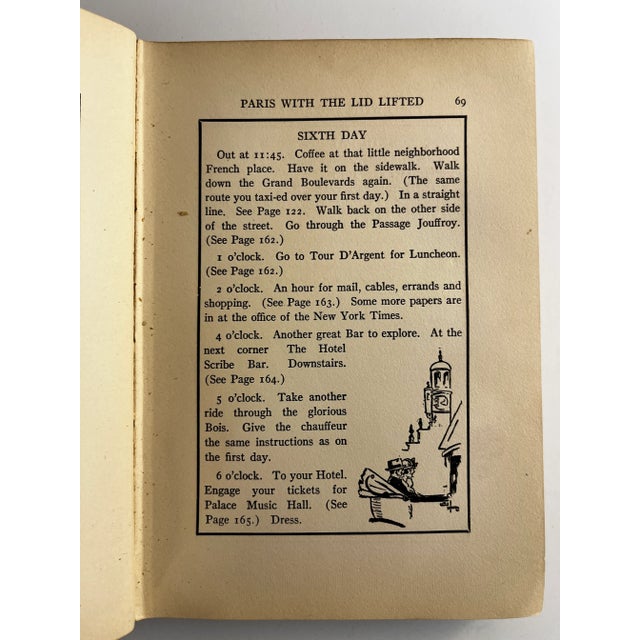 PARIS WITH THE LID LIFTED 69
SIXTH DAY
Out at 11:45. Coffee at that little neighborhood
French place. Have it on the sidewalk. Walk
down the Grand Boulevards again. (The same
route you taxi-ed over your first day.) In a straight
line. See Page 122. Walk back on the other side
of the street. Go through the Passage Jouffroy.
(See Page 162.)
1 o'clock. Go to Tour D'Argent for Luncheon.
(See Page 162.)
2 o'clock. An hour for mail, cables, errands and
shopping. (See Page 163.) Some more papers are
in at the office of the New York Times.
4 o'clock. Another great Bar to explore. At the
next corner The Hotel
Scribe Bar. Downstairs.
(See Page 164.)
5 o'clock. Take another
ride through the glorious
Bois. Give the chauffeur
the same instructions as on
the first day.
6 o'clock. To your Hotel.
Engage your tickets for
Palace Music Hall. (See
Page 165.) Dress.